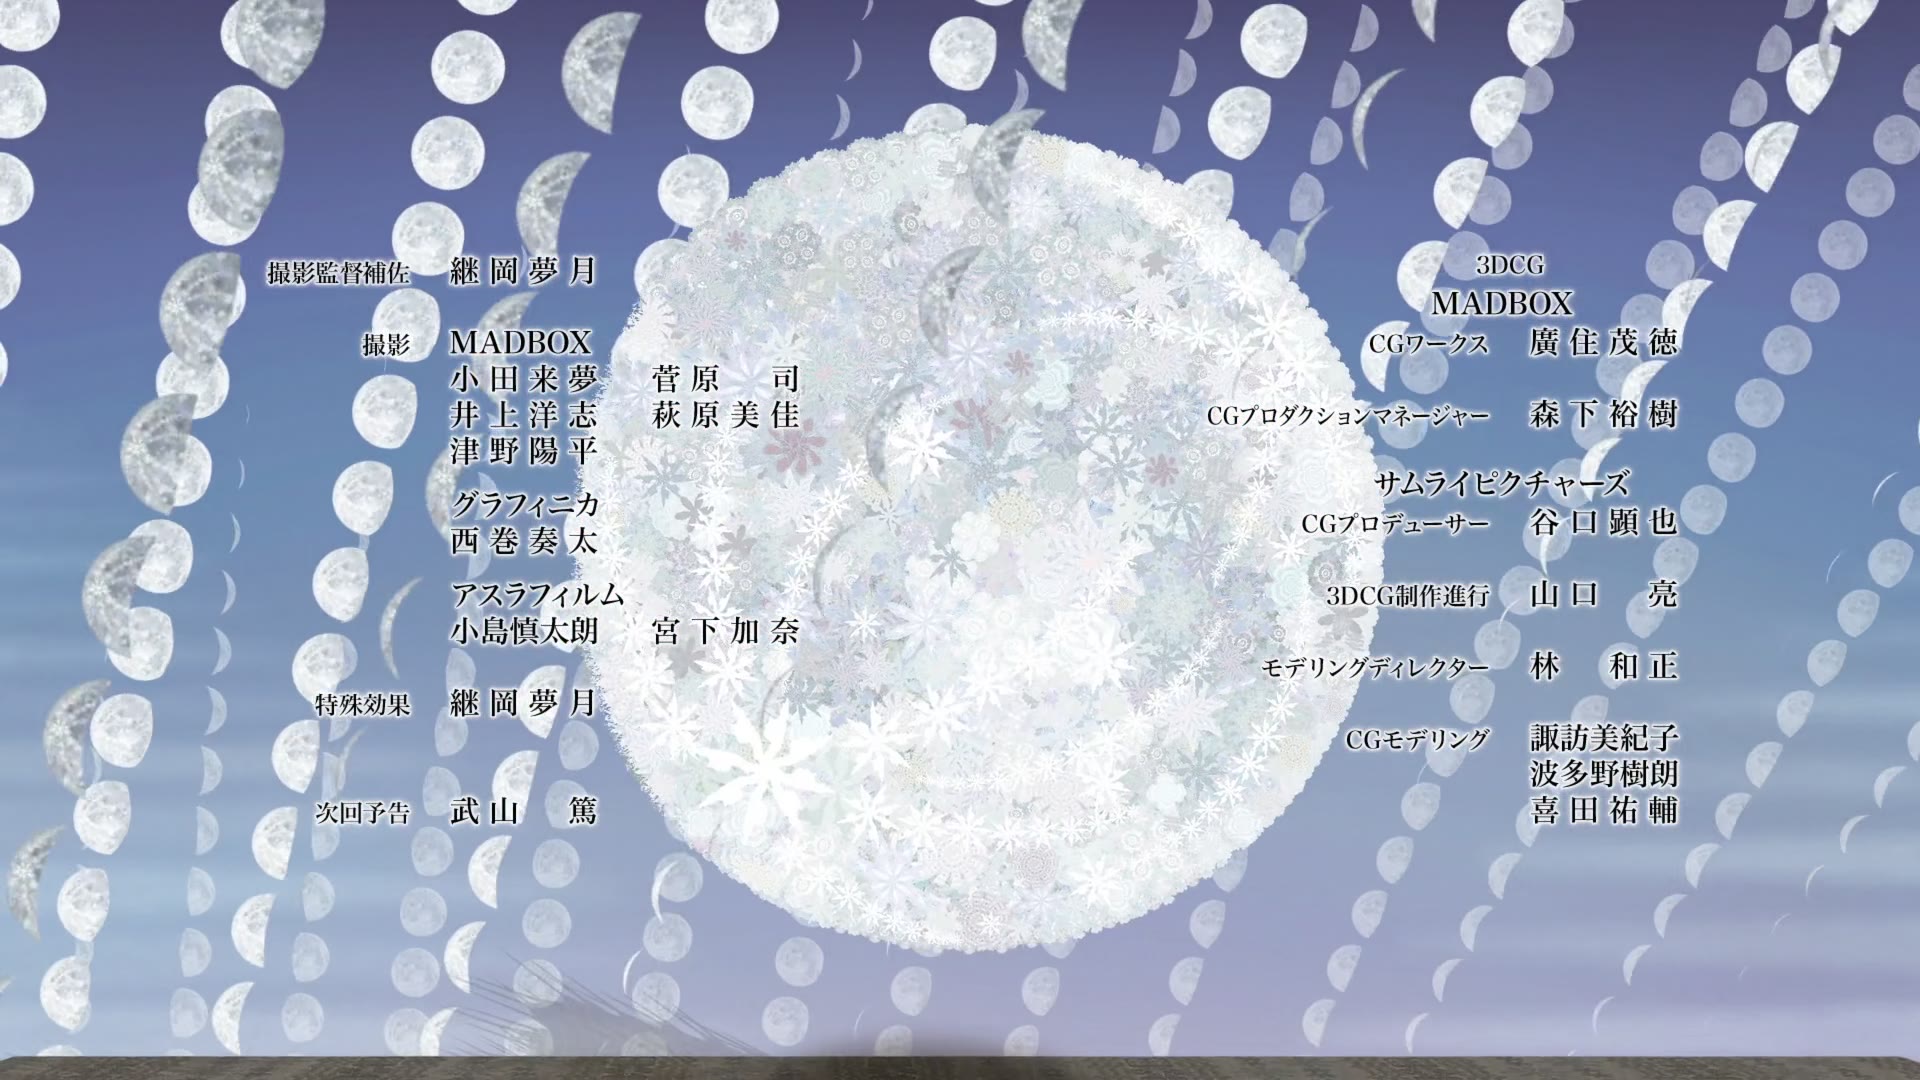 撮影監督補佐 継岡夢月
撮影 MADBOX
小田来夢 菅原 司
井上洋志 萩原美佳
津野陽平
グラフィニカ
西巻奏太
アスラフィルム
小島慎太朗 宮下加奈
特殊効果 継岡夢月
次回予告 武山 篤
3DCG
MADBOX
CGワークス 廣住茂徳
CGプロダクションマネージャー 森下裕樹
サムライピクチャーズ
CGプロデューサー 谷口顕也
3DCG制作進行 山口 亮
モデリングディレクター 林 和正
CGモデリング 諏訪美紀子
波多野樹朗
喜田祐輔